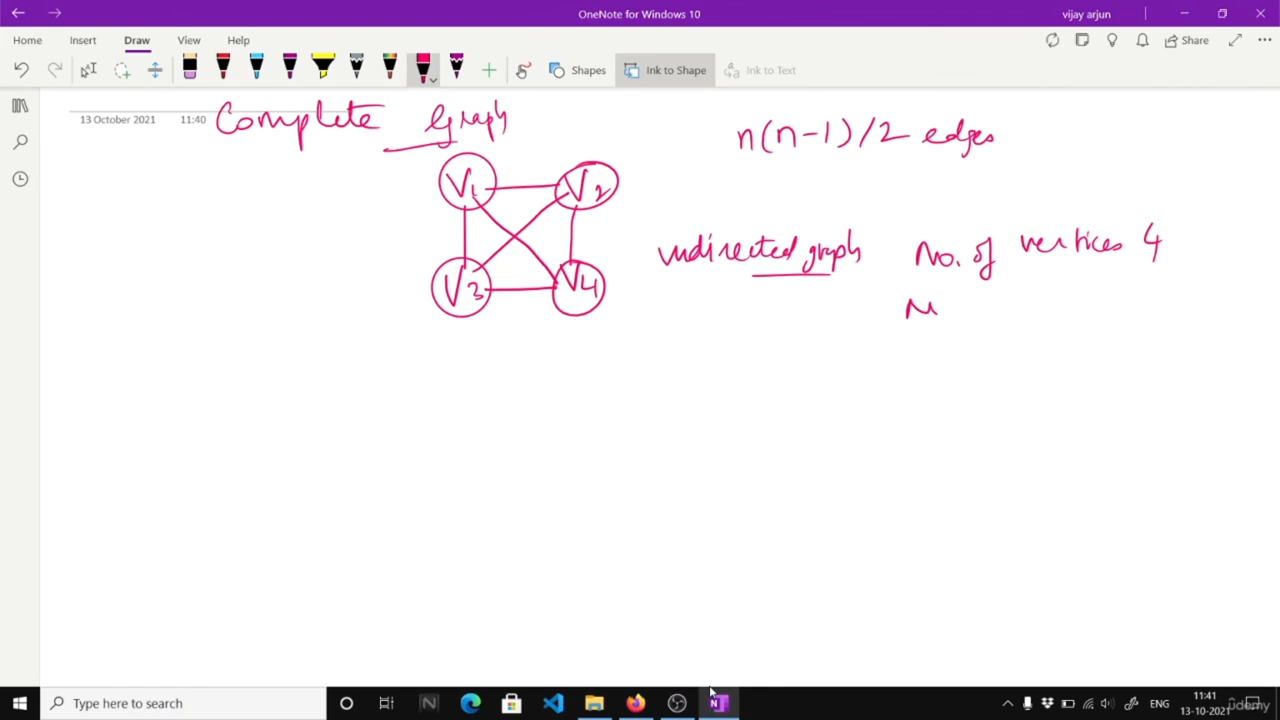 OneNote for Windows 10
vijay arjun
Home Insert Draw View Help
Share
Shapes
Ink to Shape
Ink to Text
13 October 2021 11:40
Complete Graph
n(n-1)/2 edges
V1 V2
V3 V4
undirected graph No. of vertices 4
N
Type here to search
ENG
11:41
13-10-2021
udemy